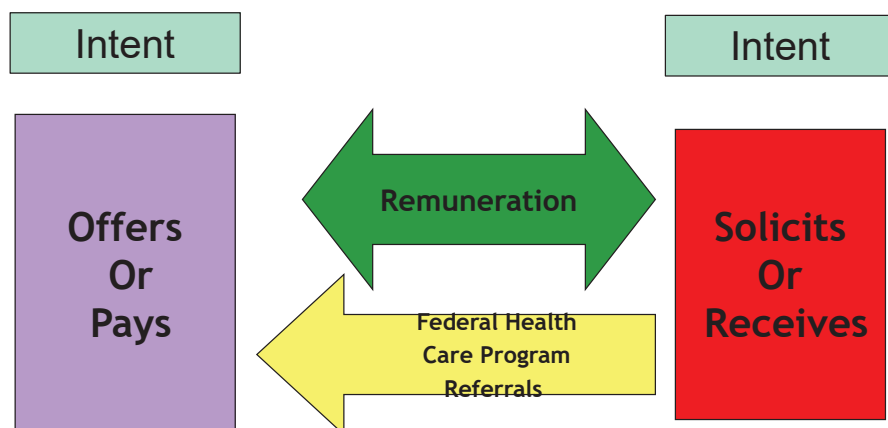 Intent
Intent
Offers
Or
Pays
Remuneration
Federal Health
Care Program
Referrals
Solicits
Or
Receives